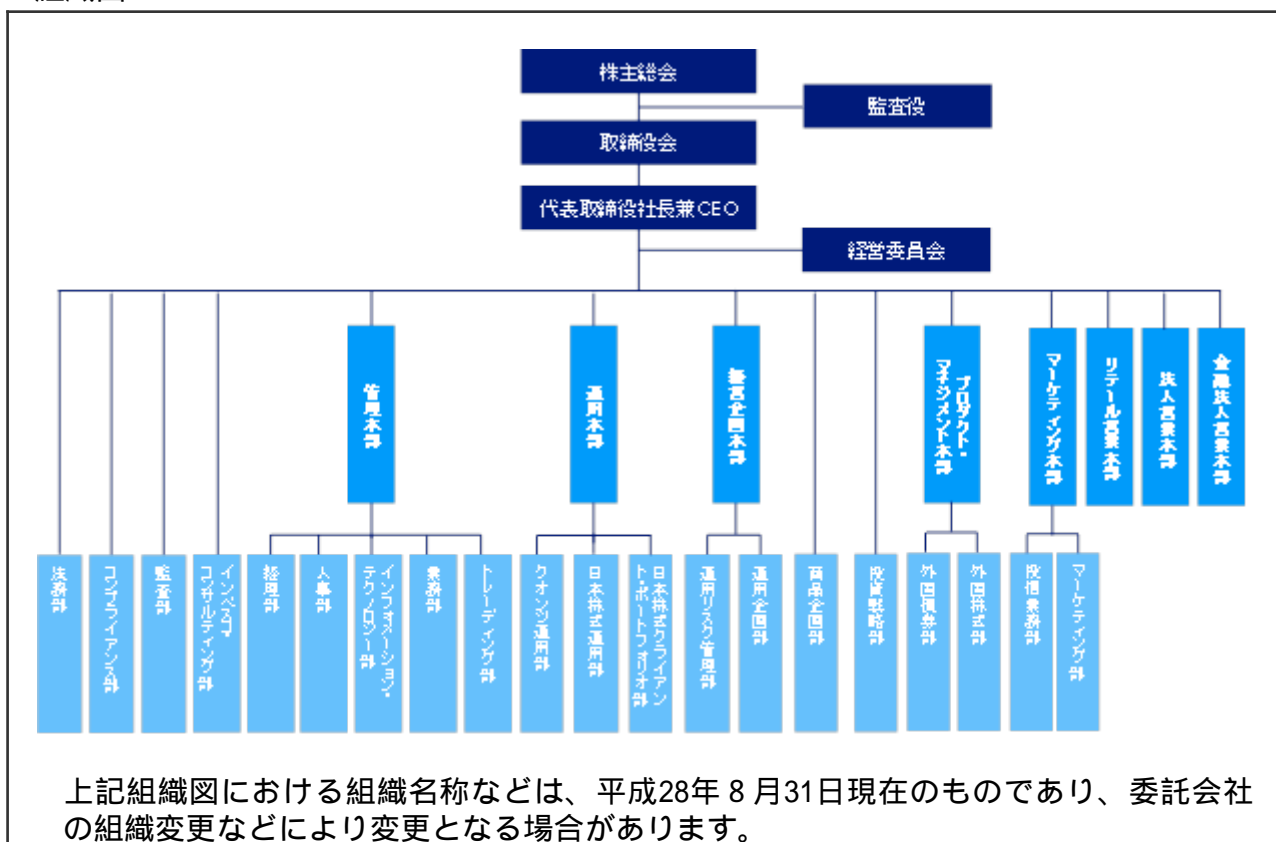 株主総会
監査役
取締役会
代表取締役社長兼CEO
経営委員会
管理本部
運用本部
経営企画本部
プロダクト・
マネジメント本部
マーケティング本部
リテール営業本部
法人営業本部
金融法人営業本部
法務部
コンプライアンス部
監査部
インベスコ
コンサルティング部
経理部
人事部
インフォメーション・
テクノロジー部
業務部
トレーディング部
クオンツ運用部
日本株式運用部
日本株式クライアン
ト・ポートフォリオ部
運用リスク管理部
運用企画部
商品企画部
投資戦略部
外国債券部
外国株式部
投信業務部
マーケティング部
上記組織図における組織名称などは、平成28年8月31日現在のものであり、委託会社
の組織変更などにより変更となる場合があります。